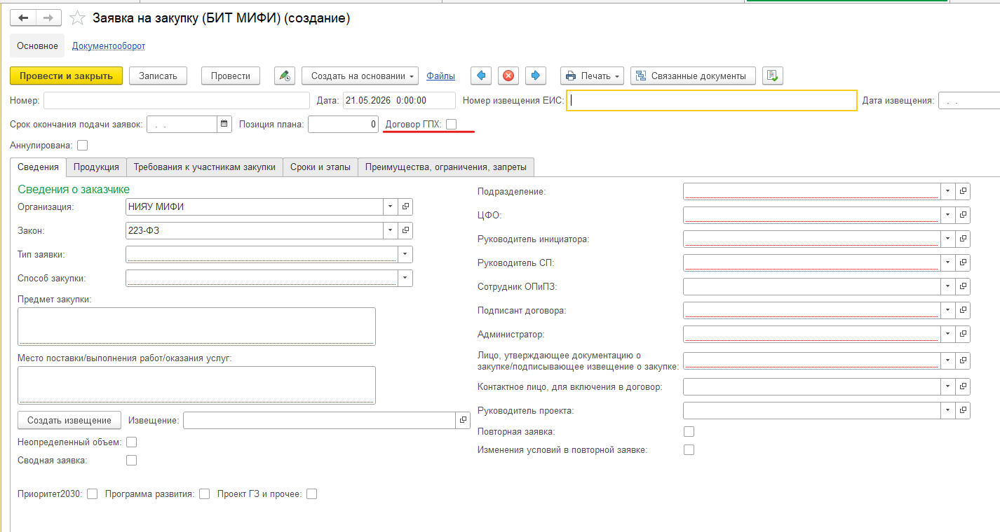 Заявка на закупку (БИТ МИФИ) (создание)
Основное Документооборот
Провести и закрыть Записать Провести Создать на основании Файлы Печать Связанные документы
Номер: Дата: 21.05.2026 0:00:00 Номер извещения ЕИС: Дата извещения: . .
Срок окончания подачи заявок: . . Позиция плана: 0 Договор ГПХ:
Аннулирована:
Сведения Продукция Требования к участникам закупки Сроки и этапы Преимущества, ограничения, запреты
Сведения о заказчике
Организация: НИЯУ МИФИ
Закон: 223-ФЗ
Тип заявки:
Способ закупки:
Предмет закупки:
Место поставки/выполнения работ/оказания услуг:
Создать извещение Извещение:
Неопределенный объем:
Сводная заявка:
Приоритет2030: Программа развития: Проект ГЗ и прочее:
Подразделение:
ЦФО:
Руководитель инициатора:
Руководитель СП:
Сотрудник ОПиПЗ:
Подписант договора:
Администратор:
Лицо, утверждающее документацию о
закупке/подписывающее извещение о закупке:
Контактное лицо, для включения в договор:
Руководитель проекта:
Повторная заявка:
Изменения условий в повторной заявке: